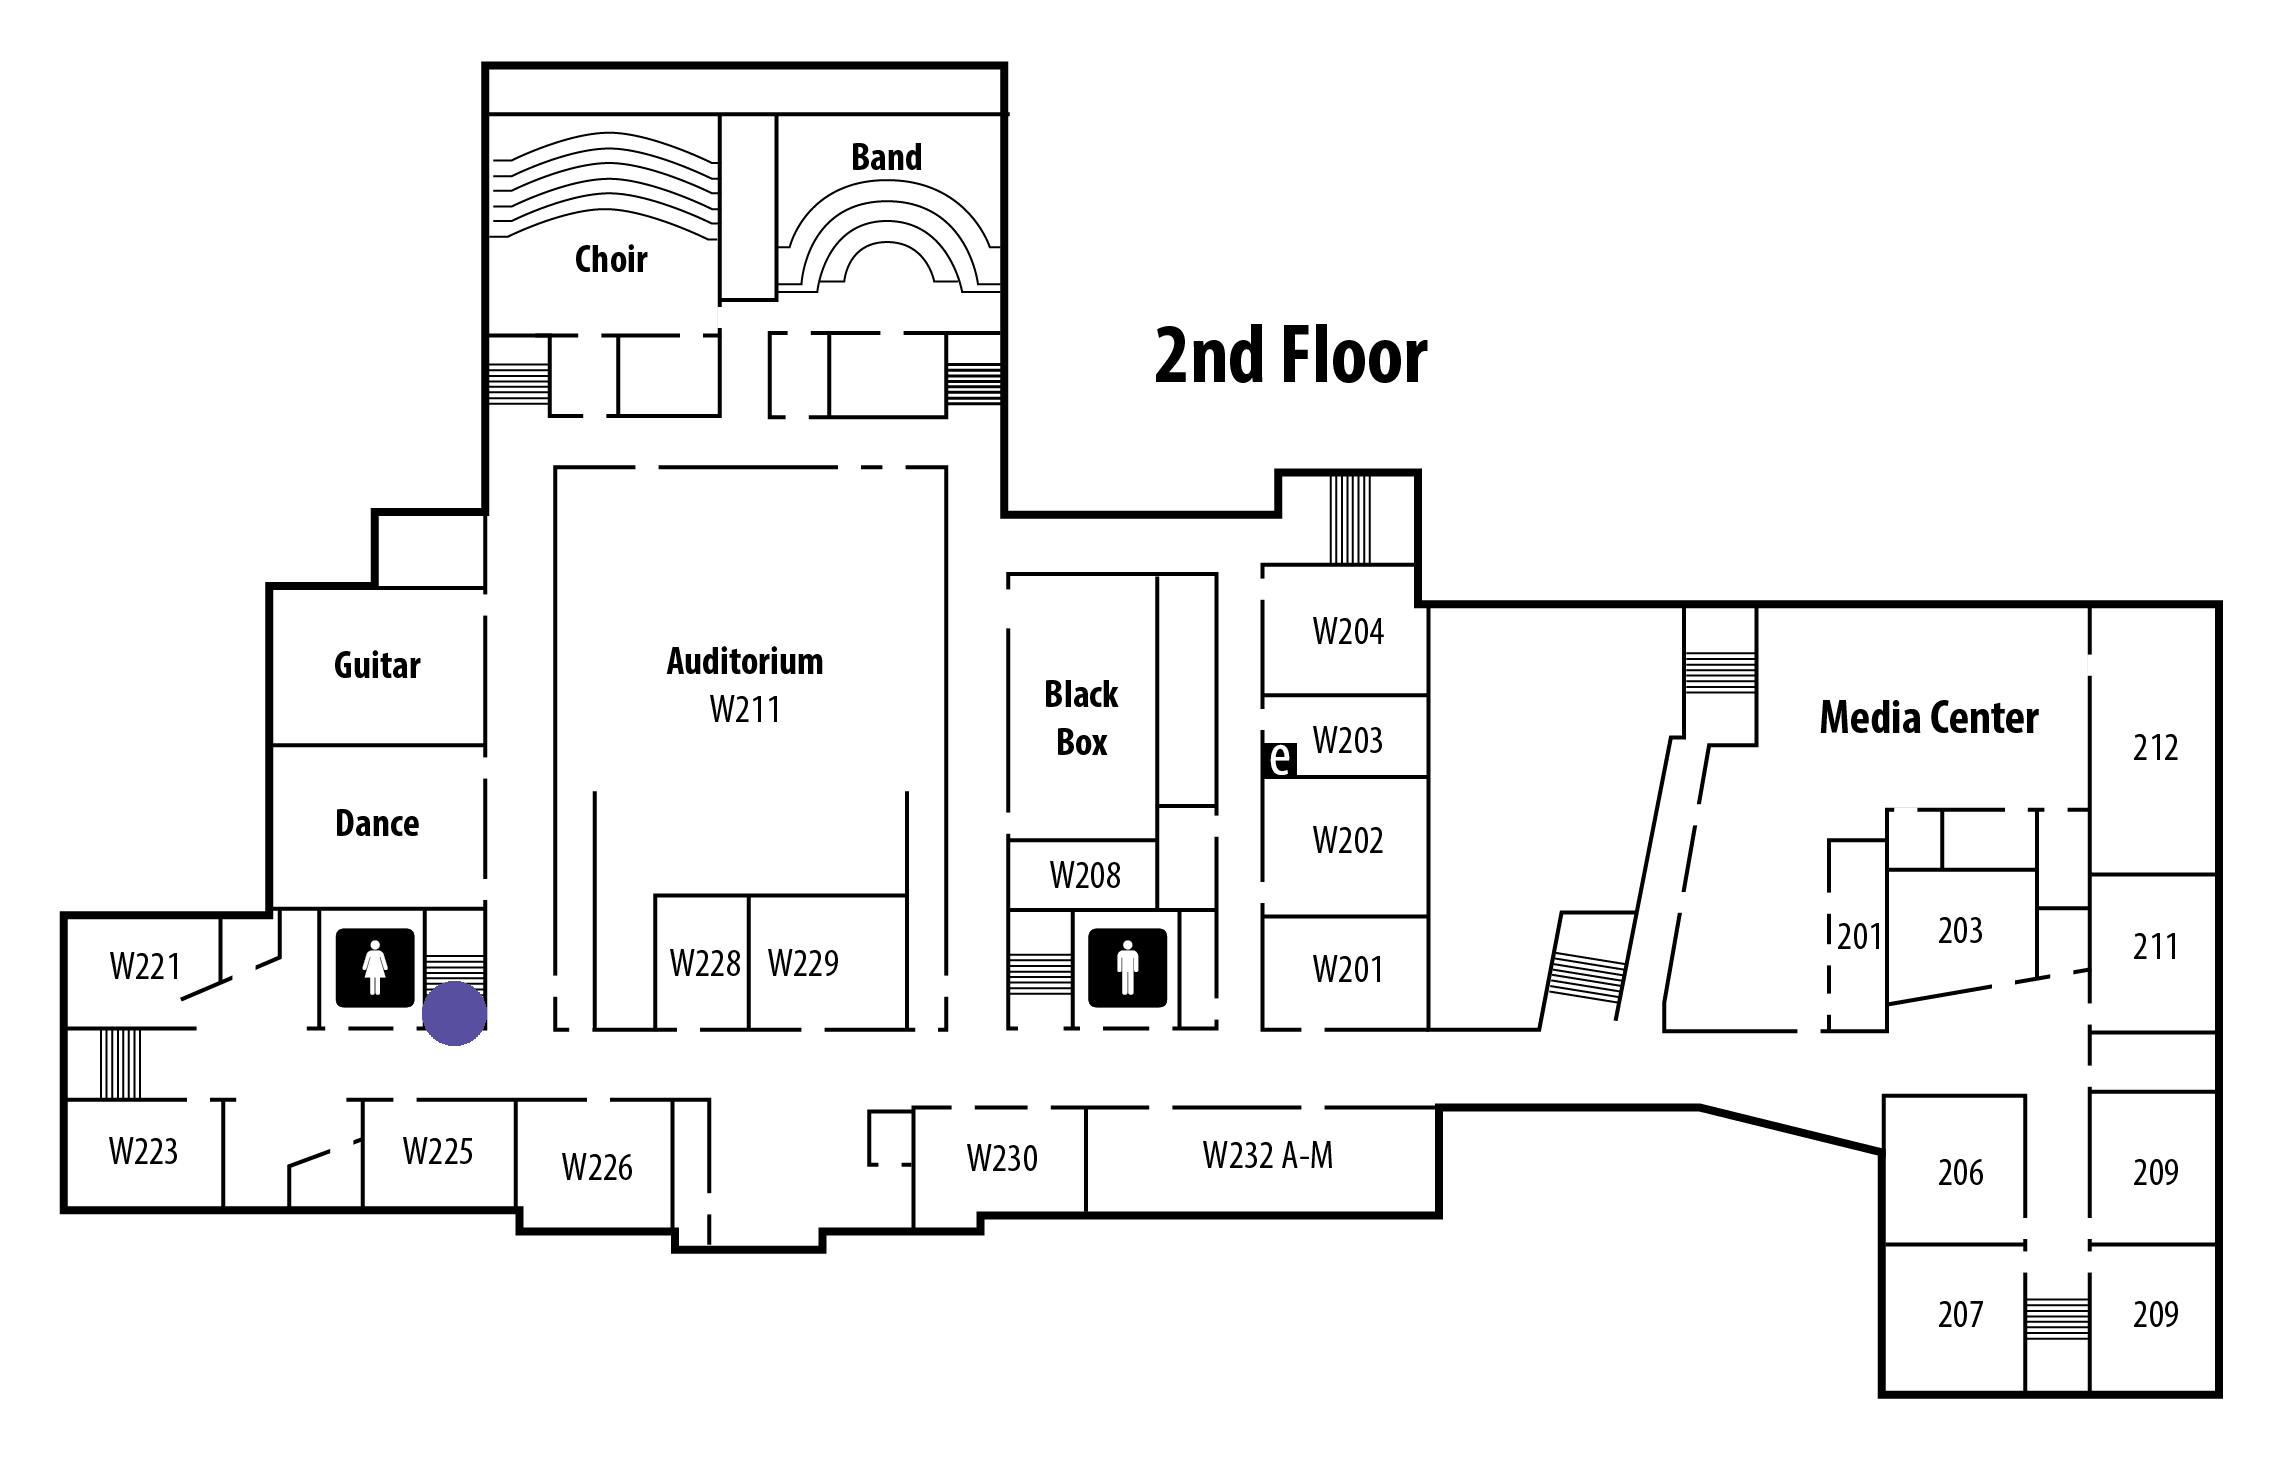 Band
Choir
2nd Floor
Guitar
Auditorium
W211
Black
Box
W204
W203
e
Media Center
212
Dance
W202
W208
W221
W228
W229
W201
201
203
211
W223
W225
W226
W230
W232 A-M
206
209
207
209